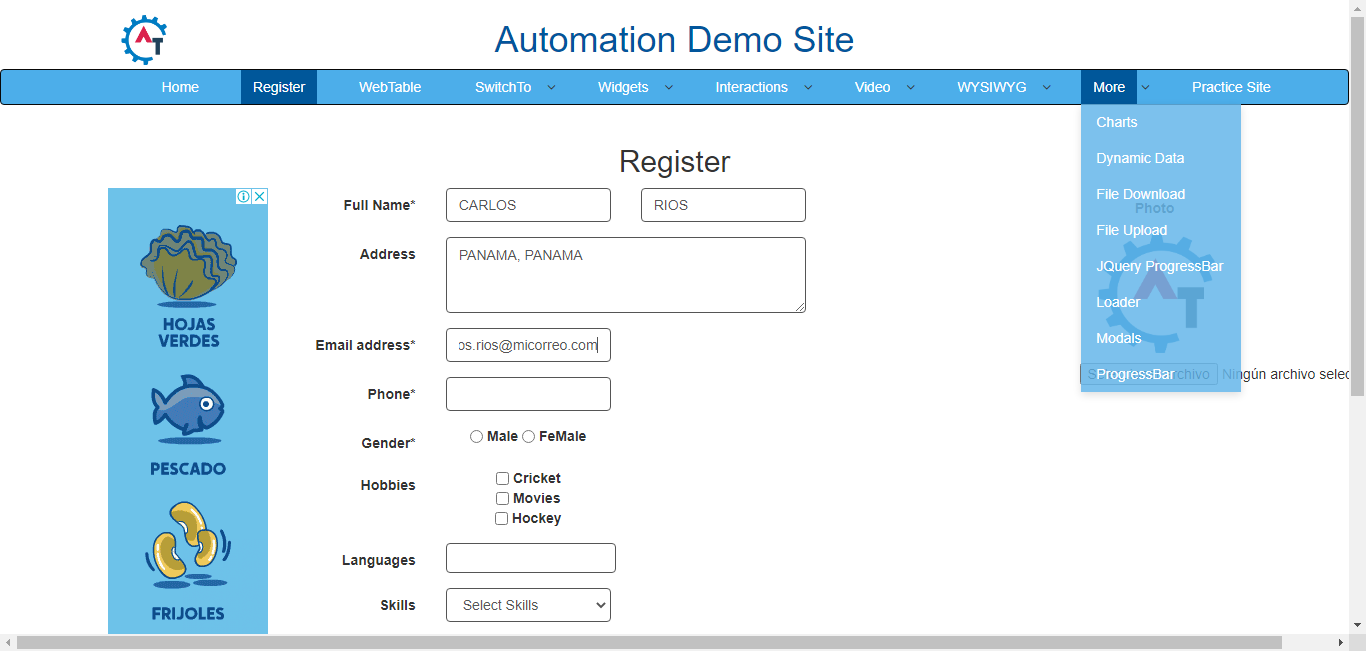 Automation Demo Site
Home Register WebTable SwitchTo Widgets Interactions Video WYSIWYG More Practice Site
Charts
Dynamic Data
File Download
File Upload
JQuery ProgressBar
Loader
Modals
ProgressBar
Register
Full Name* CARLOS RIOS
Photo
Address PANAMA, PANAMA
Email address* os.rios@micorreo.com
Phone*
Ningún archivo selec
Gender* Male FeMale
Hobbies Cricket
Movies
Hockey
Languages
Skills Select Skills
HOJAS
VERDES
PESCADO
FRIJOLES